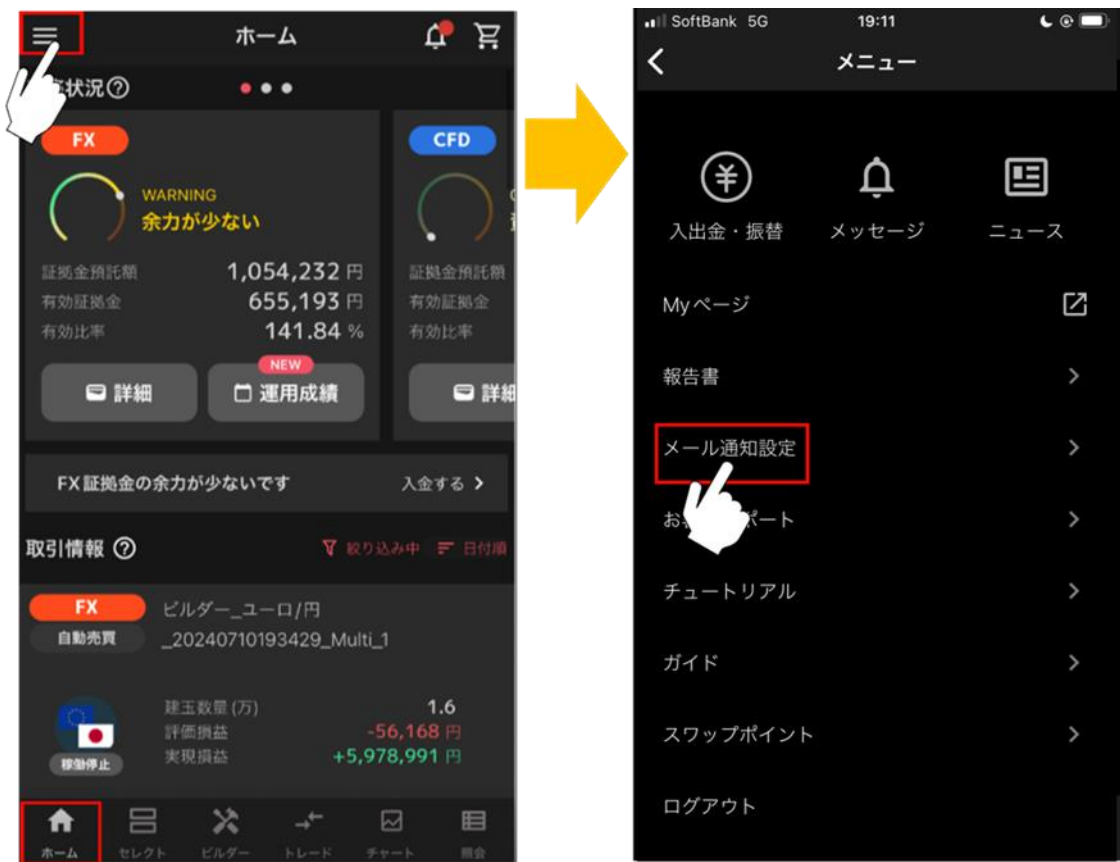 ホーム
状況?
FX
WARNING
余力が少ない
証拠金預託額 1,054,232 円
有効証拠金 655,193 円
有効比率 141.84 %
NEW
詳細
運用成績
CFD
証拠金預託額
有効証拠金
有効比率
詳細
FX証拠金の余力が少ないです 入金する >
取引情報 ?
絞り込み中 日付順
FX
自動売買
ビルダー_ユーロ/円
_20240710193429_Multi_1
建玉数量(万) 1.6
評価損益 -56,168 円
実現損益 +5,978,991 円
稼働停止
ホーム セレクト ビルダー トレード チャート 照会
SoftBank 5G 19:11
メニュー
入出金・振替 メッセージ ニュース
Myページ
報告書
メール通知設定
お ポート
チュートリアル
ガイド
スワップポイント
ログアウト